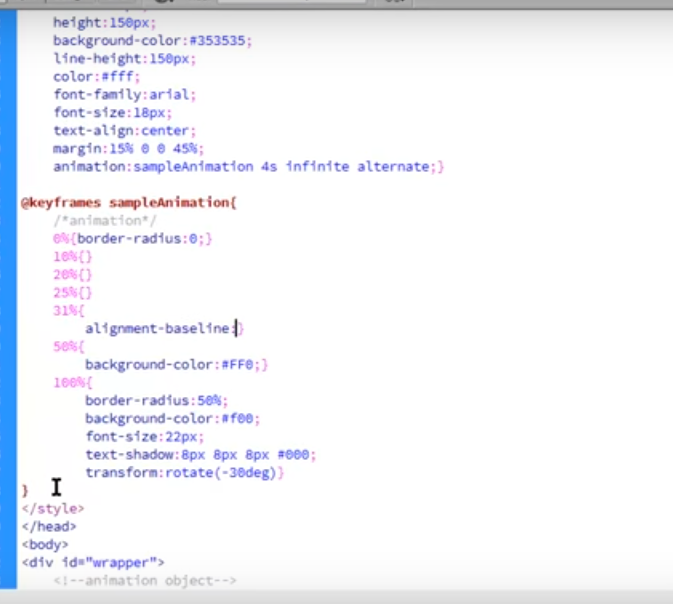 height:150px;
background-color:#353535;
line-height:150px;
color:#fff;
font-family:arial;
font-size:18px;
text-align:center;
margin:15% 0 0 45%;
animation:sampleAnimation 4s infinite alternate;}
@keyframes sampleAnimation{
/*animation*/
0%{border-radius:0;}
10%{}
20%{}
25%{}
31%{
alignment-baseline:}
50%{
background-color:#FF0;}
100%{
border-radius:50%;
background-color:#f00;
font-size:22px;
text-shadow:8px 8px 8px #000;
transform:rotate(-30deg)}
}
</style>
</head>
<body>
<div id="wrapper">
<!--animation object-->